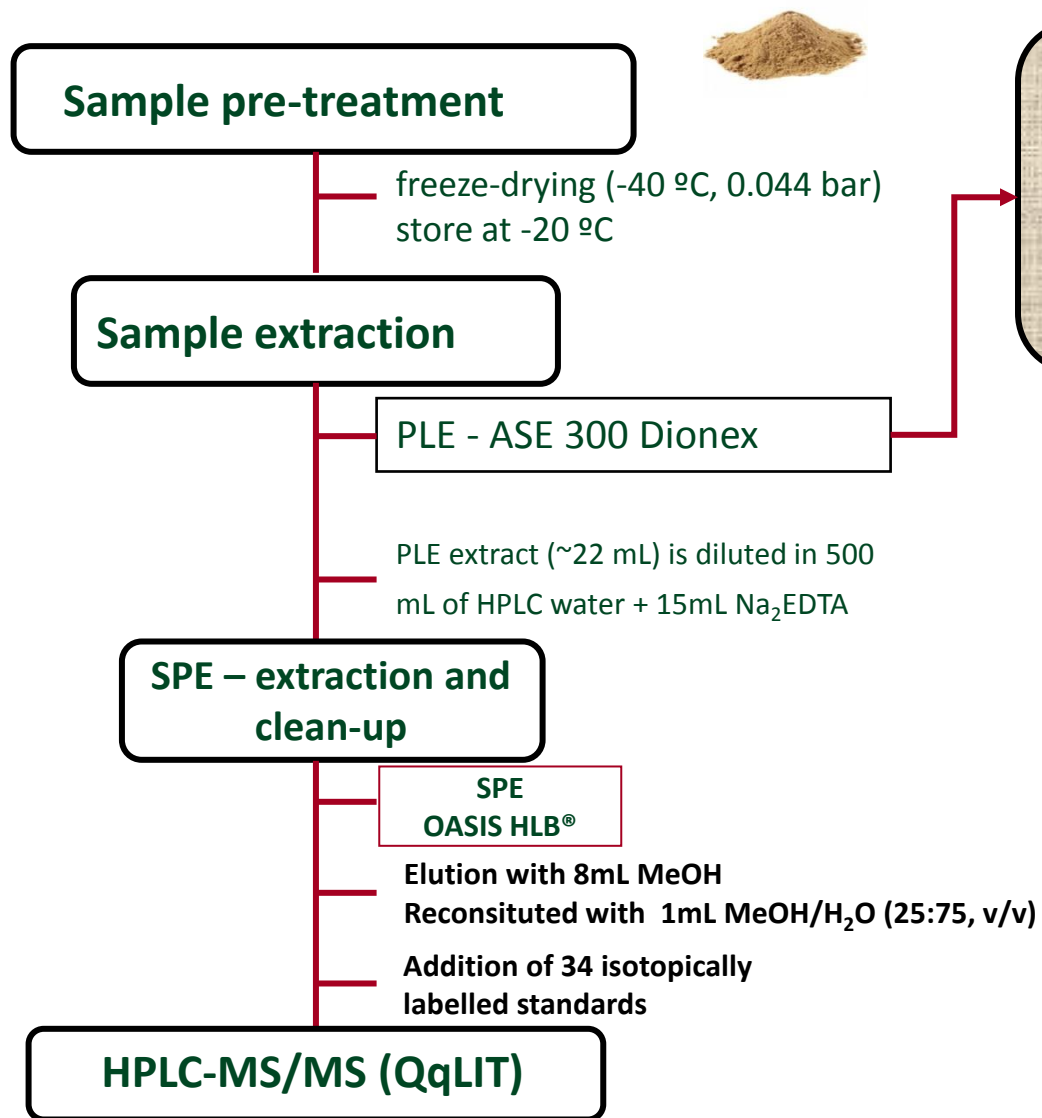 Sample pre-treatment
freeze-drying (-40 ºC, 0.044 bar)
store at -20 ºC
Sample extraction
PLE - ASE 300 Dionex
PLE extract (~22 mL) is diluted in 500
mL of HPLC water + 15mL Na₂EDTA
SPE – extraction and
clean-up
SPE
OASIS HLB®
Elution with 8mL MeOH
Reconsituted with 1mL MeOH/H₂O (25:75, v/v)
Addition of 34 isotopically
labelled standards
HPLC-MS/MS (QqLIT)